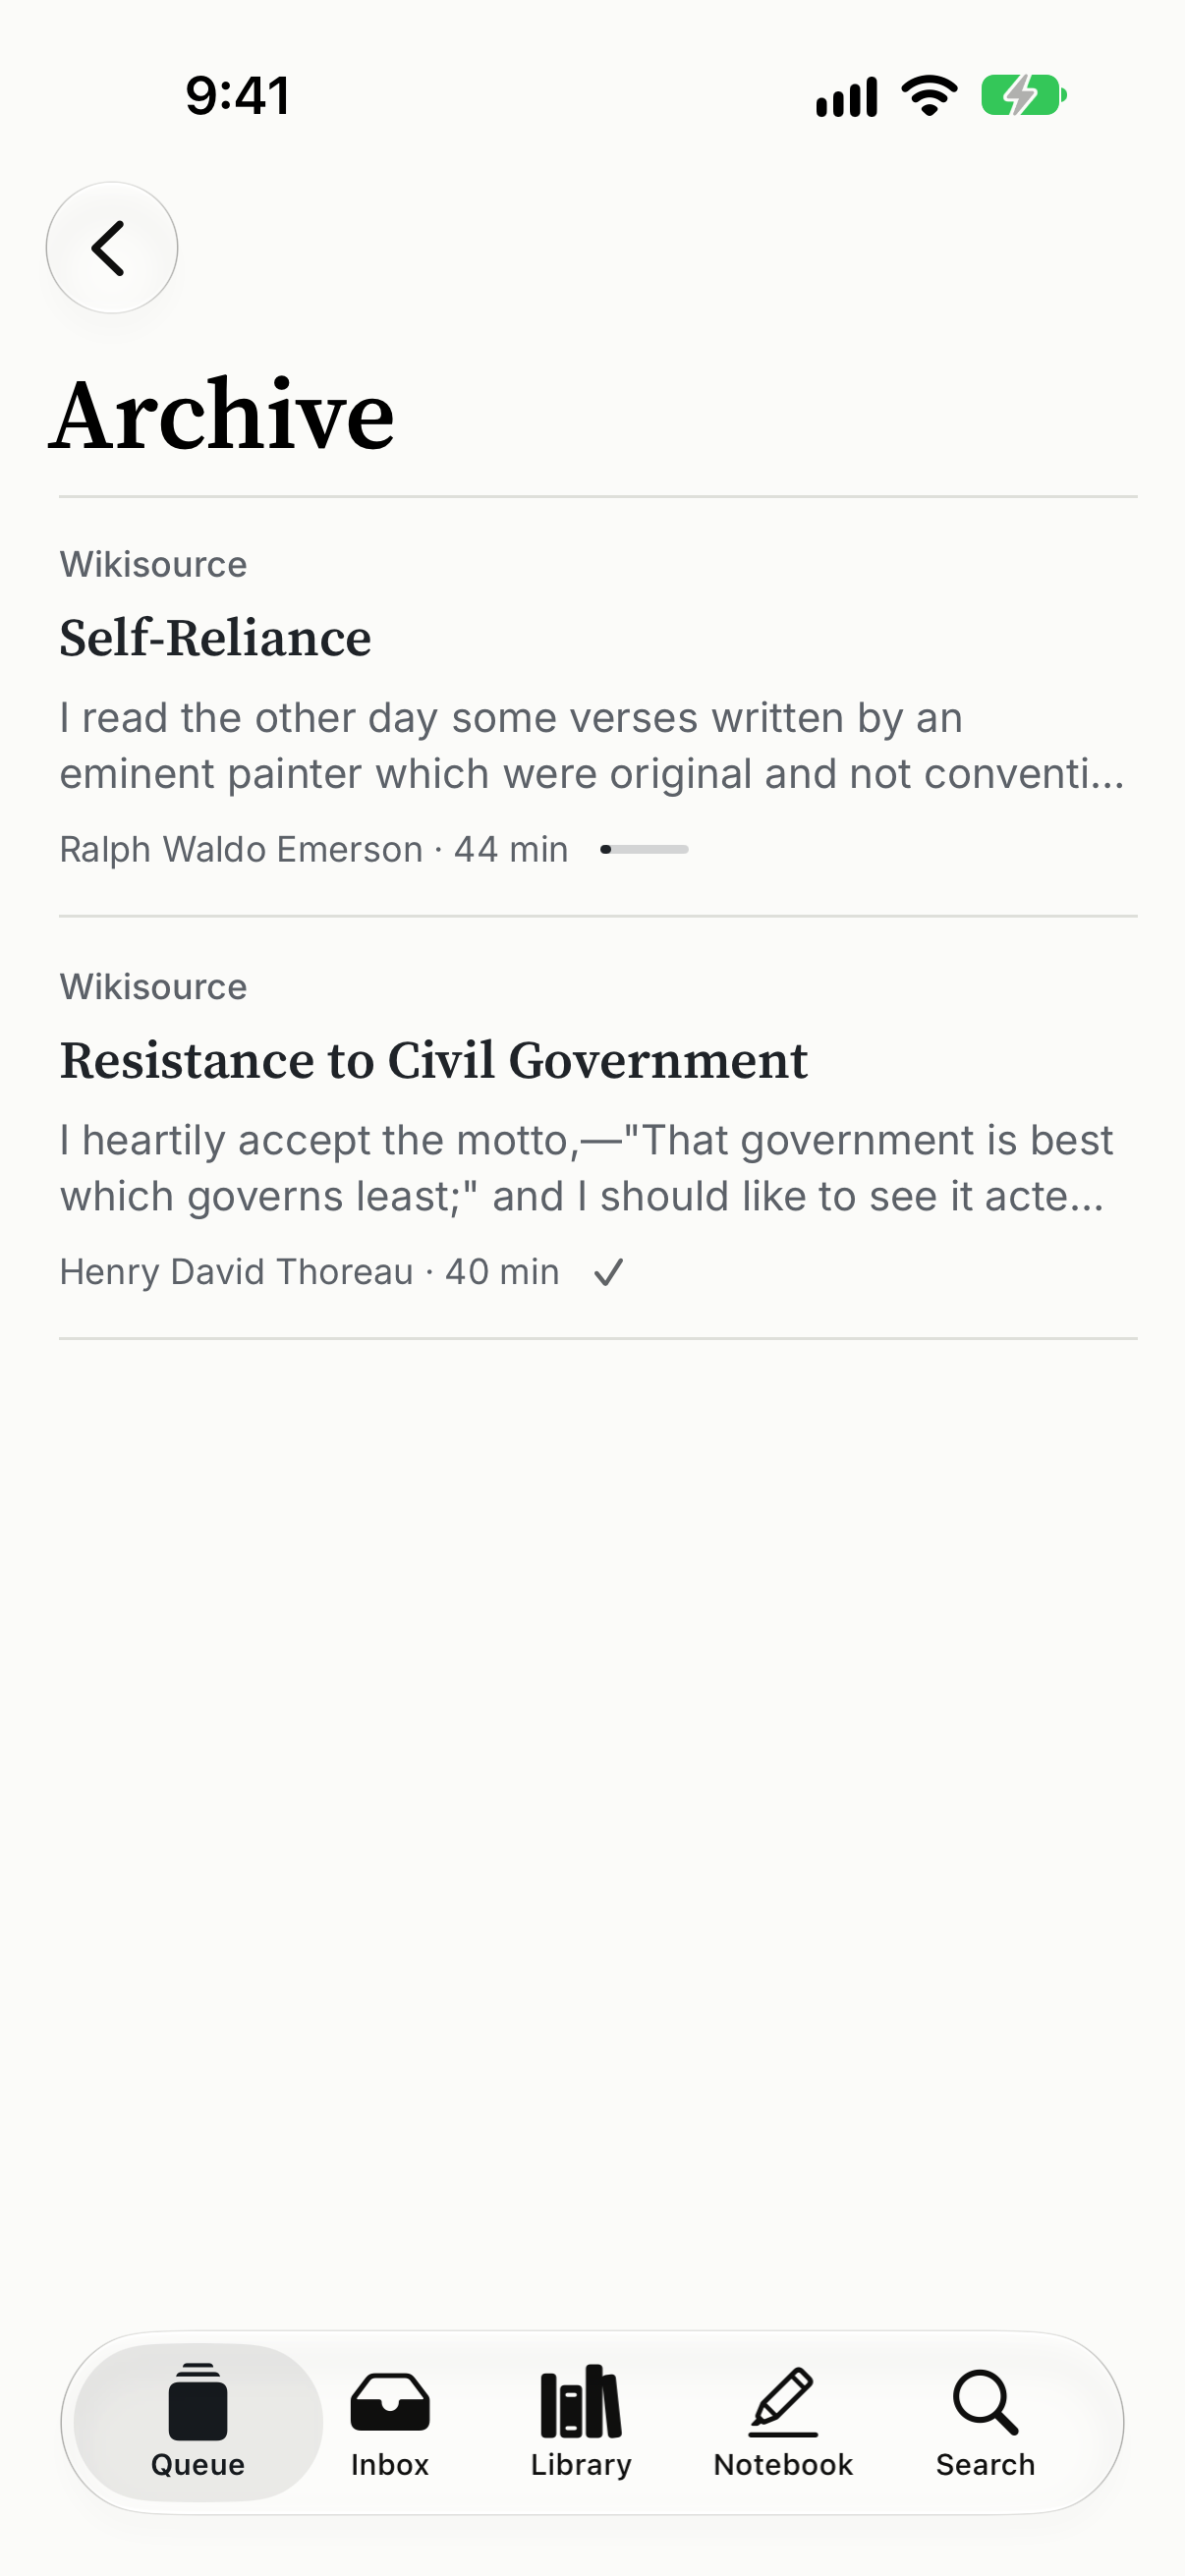 9:41
Archive
Wikisource
Self-Reliance
I read the other day some verses written by an
eminent painter which were original and not conventi...
Ralph Waldo Emerson · 44 min
Wikisource
Resistance to Civil Government
I heartily accept the motto,—"That government is best
which governs least;" and I should like to see it acte...
Henry David Thoreau · 40 min
Queue
Inbox
Library
Notebook
Search